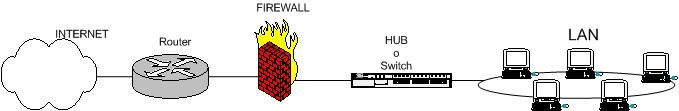 INTERNET
Router
FIREWALL
HUB
o
Switch
LAN